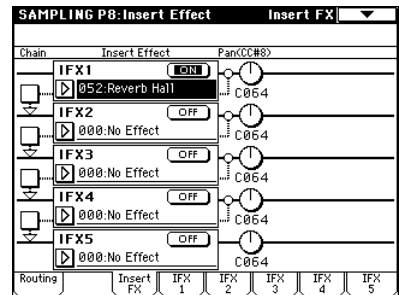 SAMPLING P8:Insert Effect Insert FX
Chain Insert Effect Pan(CC#8)
IFX1 ON
052:Reverb Hall
C064
IFX2 OFF
000:No Effect
C064
IFX3 OFF
000:No Effect
C064
IFX4 OFF
000:No Effect
C064
IFX5 OFF
000:No Effect
C064
Routing Insert FX IFX 1 IFX 2 IFX 3 IFX 4 IFX 5